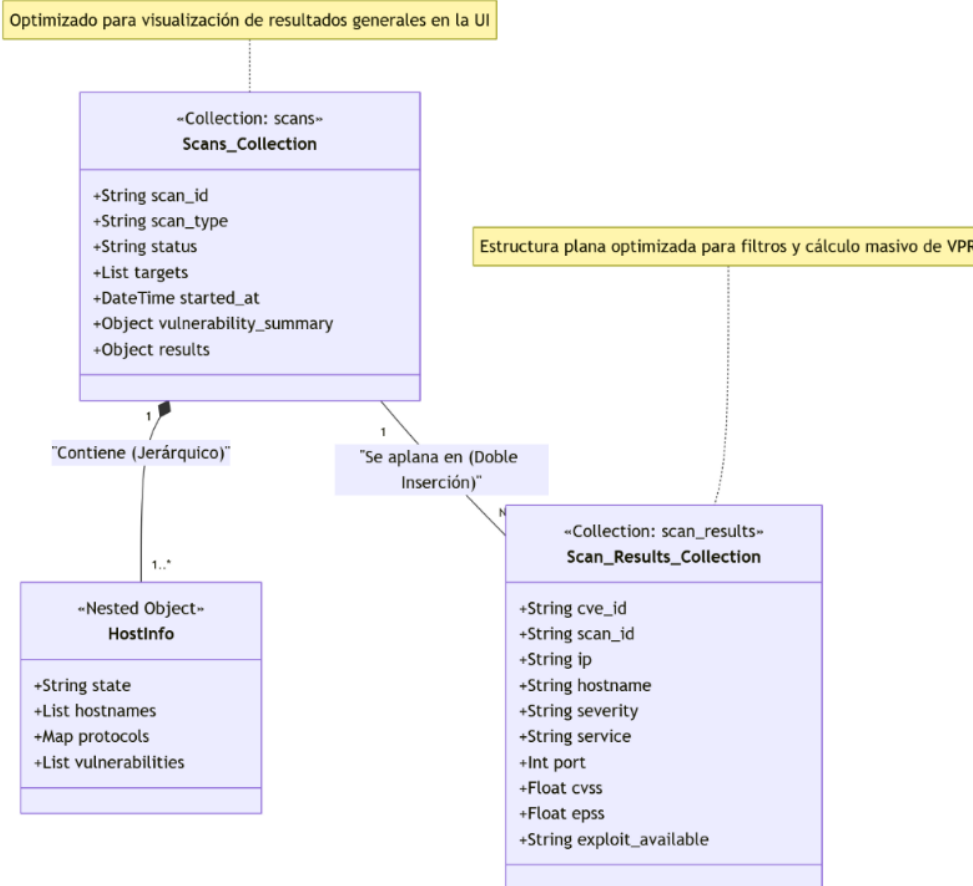 Optimizado para visualización de resultados generales en la UI
«Collection: scans»
Scans_Collection
+String scan_id
+String scan_type
+String status
+List targets
+DateTime started_at
+Object vulnerability_summary
+Object results
Estructura plana optimizada para filtros y cálculo masivo de VPR
1
"Contiene (Jerárquico)"
1..*
1
"Se aplana en (Doble
Inserción)"
N
«Nested Object»
HostInfo
+String state
+List hostnames
+Map protocols
+List vulnerabilities
«Collection: scan_results»
Scan_Results_Collection
+String cve_id
+String scan_id
+String ip
+String hostname
+String severity
+String service
+Int port
+Float cvss
+Float epss
+String exploit_available